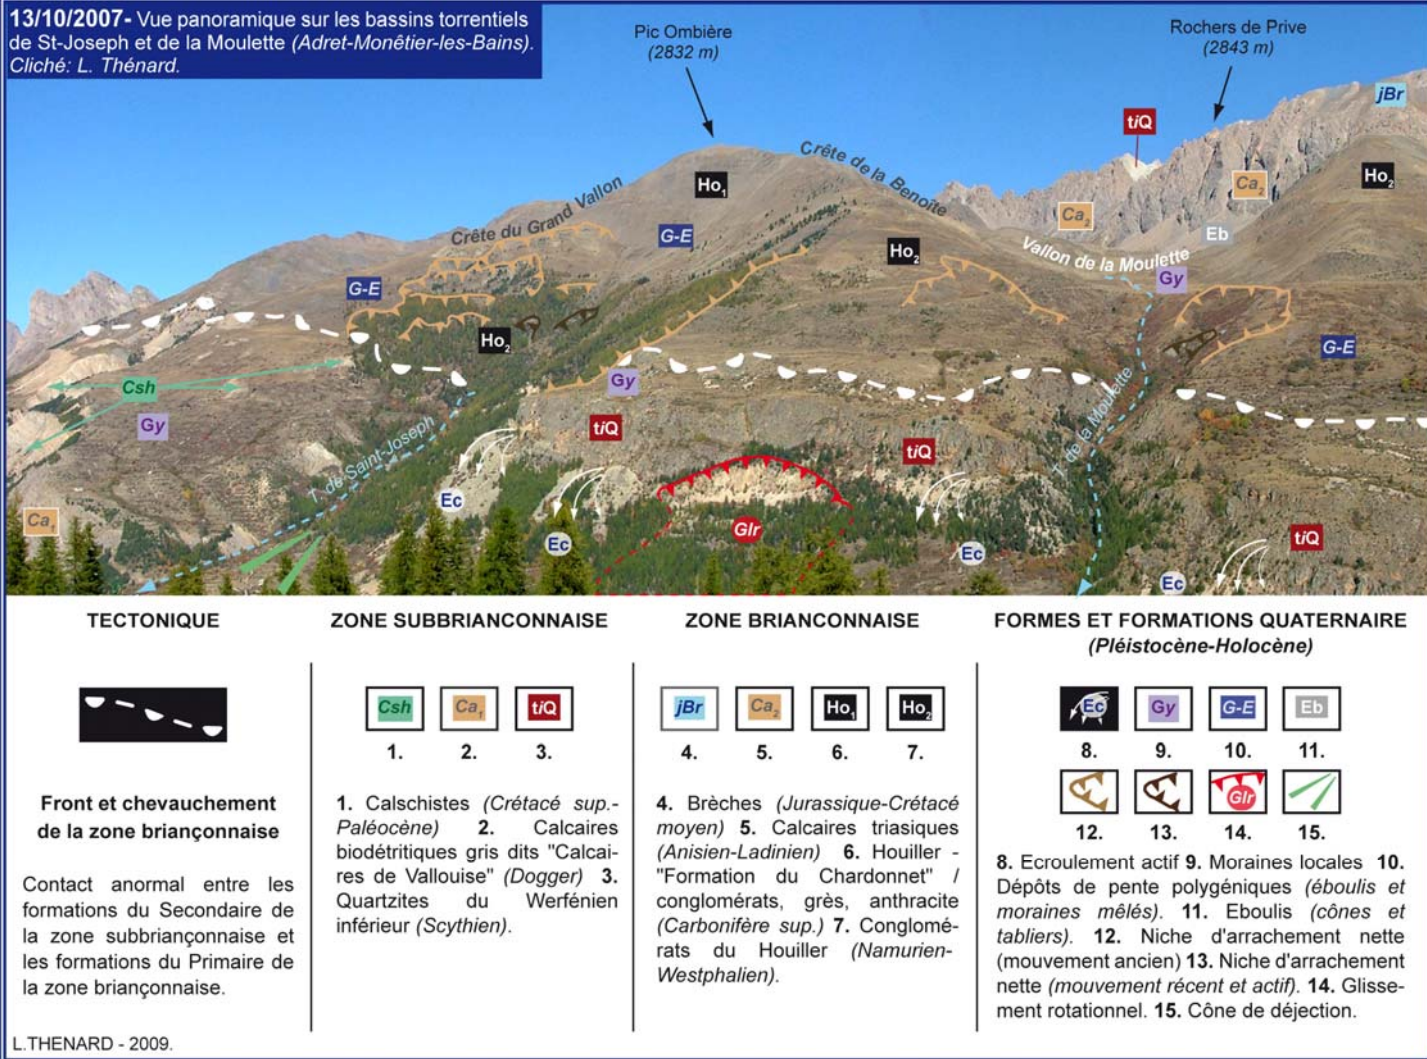 13/10/2007- Vue panoramique sur les bassins torrentiels
de St-Joseph et de la Moulette (Adret-Monêtier-les-Bains).
Cliché: L. Thénard.
Pic Ombière
(2832 m)
Rochers de Prive
(2843 m)
jBr
tiQ
Crête de la Benoîte
Ho1
Ca2
Ho2
Crête du Grand Vallon
Ca2
G-E
Eb
Ho2
Vallon de la Moulette
Gy
G-E
Ho2
G-E
Csh
Gy
Gy
tiQ
T. de Saint-Joseph
tiQ
T. de la Moulette
Ec
Ca1
Glr
Ec
Ec
tiQ
Ec
TECTONIQUE
Front et chevauchement
de la zone briançonnaise
Contact anormal entre les
formations du Secondaire de
la zone subbriançonnaise et
les formations du Primaire de
la zone briançonnaise.
ZONE SUBBRIANCONNAISE
Csh Ca1 tiQ
1. 2. 3.
1. Calschistes (Crétacé sup.-
Paléocène) 2. Calcaires
biodétritiques gris dits "Calcai-
res de Vallouise" (Dogger) 3.
Quartzites du Werfénien
inférieur (Scythien).
ZONE BRIANCONNAISE
jBr Ca2 Ho1 Ho2
4. 5. 6. 7.
4. Brèches (Jurassique-Crétacé
moyen) 5. Calcaires triasiques
(Anisien-Ladinien) 6. Houiller -
"Formation du Chardonnet" /
conglomérats, grès, anthracite
(Carbonifère sup.) 7. Conglomé-
rats du Houiller (Namurien-
Westphalien).
FORMES ET FORMATIONS QUATERNAIRE
(Pléistocène-Holocène)
Ec Gy G-E Eb
8. 9. 10. 11.
Glr
12. 13. 14. 15.
8. Ecroulement actif 9. Moraines locales 10.
Dépôts de pente polygéniques (éboulis et
moraines mêlés). 11. Eboulis (cônes et
tabliers). 12. Niche d'arrachement nette
(mouvement ancien) 13. Niche d'arrachement
nette (mouvement récent et actif). 14. Glisse-
ment rotationnel. 15. Cône de déjection.
L.THENARD - 2009.